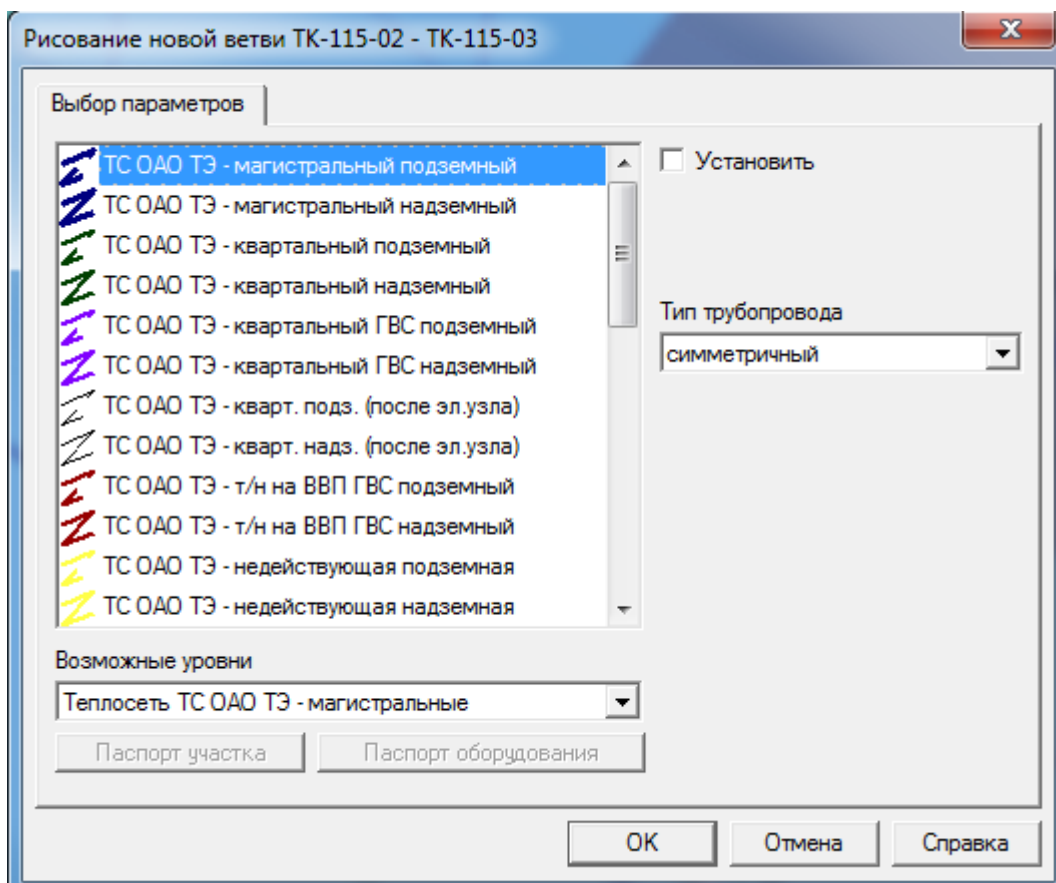 Рисование новой ветви ТК-115-02 - ТК-115-03
Выбор параметров
ТС ОАО ТЭ - магистральный подземный
ТС ОАО ТЭ - магистральный надземный
ТС ОАО ТЭ - квартальный подземный
ТС ОАО ТЭ - квартальный надземный
ТС ОАО ТЭ - квартальный ГВС подземный
ТС ОАО ТЭ - квартальный ГВС надземный
ТС ОАО ТЭ - кварт. подз. (после эл.узла)
ТС ОАО ТЭ - кварт. надз. (после эл.узла)
ТС ОАО ТЭ - т/н на ВВП ГВС подземный
ТС ОАО ТЭ - т/н на ВВП ГВС надземный
ТС ОАО ТЭ - недействующая подземная
ТС ОАО ТЭ - недействующая надземная
Установить
Тип трубопровода
симметричный
Возможные уровни
Теплосеть ТС ОАО ТЭ - магистральные
Паспорт участка
Паспорт оборудования
OK
Отмена
Справка